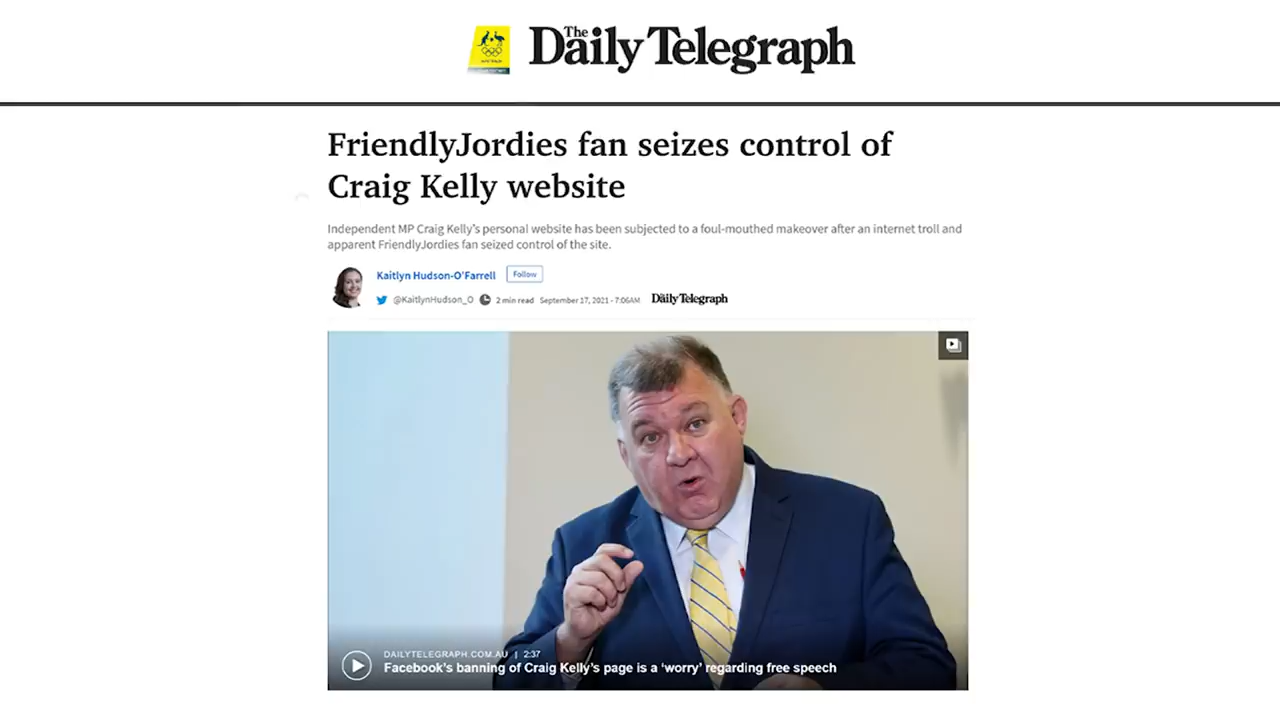 The Daily Telegraph
FriendlyJordies fan seizes control of
Craig Kelly website
Independent MP Craig Kelly's personal website has been subjected to a foul-mouthed makeover after an internet troll and
apparent FriendlyJordies fan seized control of the site.
Kaitlyn Hudson-O'Farrell Follow
@KaitlynHudson_O 2 min read September 17, 2021 - 7:06AM The Daily Telegraph
DAILYTELEGRAPH.COM.AU | 2:37
Facebook's banning of Craig Kelly's page is a 'worry' regarding free speech